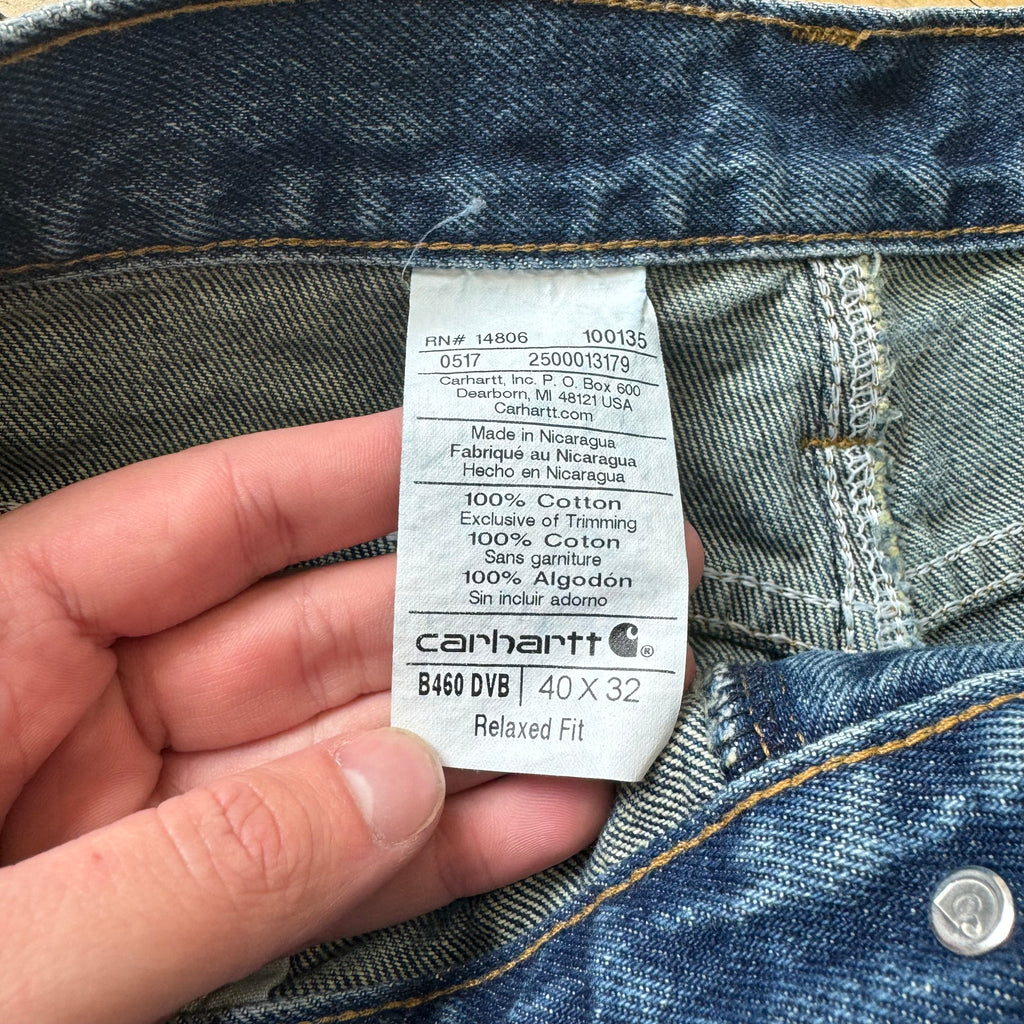 RN# 14806 100135
0517 2500013179
Carhartt, Inc. P. O. Box 600
Dearborn, MI 48121 USA
Carhartt.com
Made in Nicaragua
Fabriqué au Nicaragua
Hecho en Nicaragua
100% Cotton
Exclusive of Trimming
100% Coton
Sans garniture
100% Algodón
Sin incluir adorno
carhartt®
B460 DVB | 40 X 32
Relaxed Fit